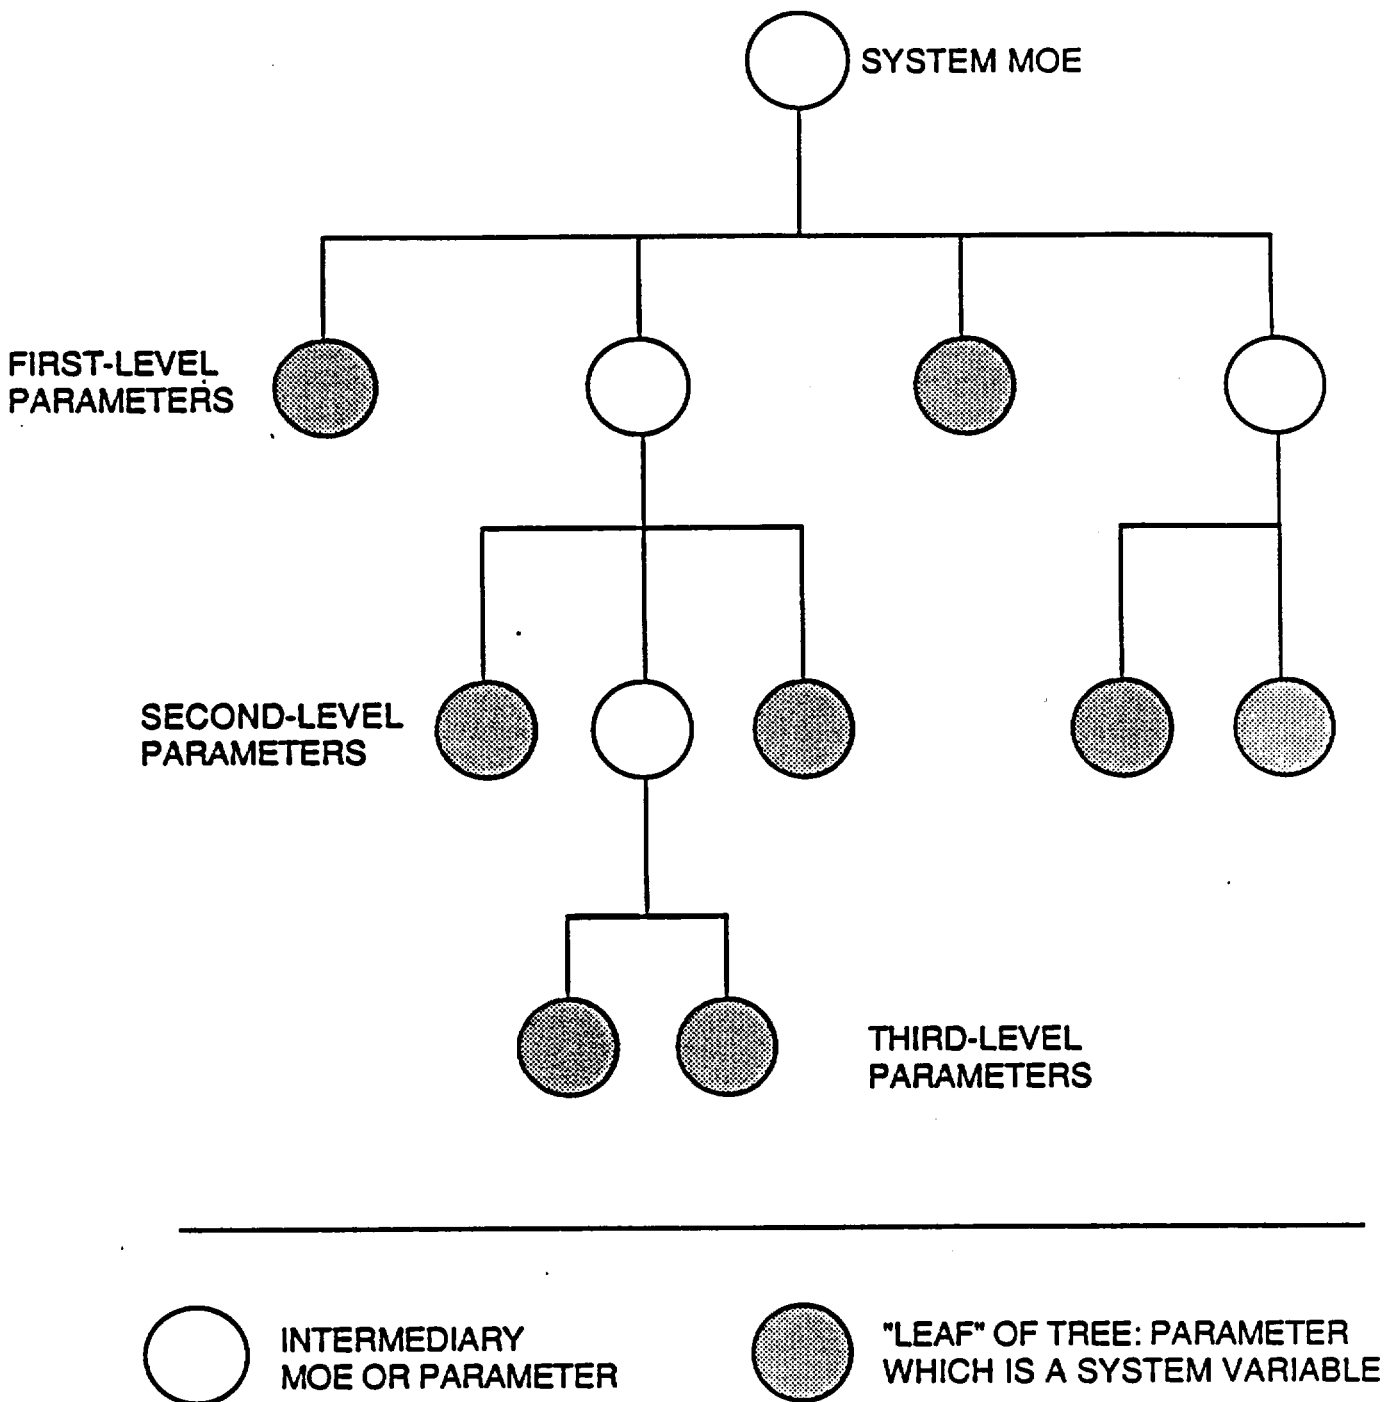 SYSTEM MOE
FIRST-LEVEL
PARAMETERS
SECOND-LEVEL
PARAMETERS
THIRD-LEVEL
PARAMETERS
INTERMEDIARY
MOE OR PARAMETER
"LEAF" OF TREE: PARAMETER
WHICH IS A SYSTEM VARIABLE